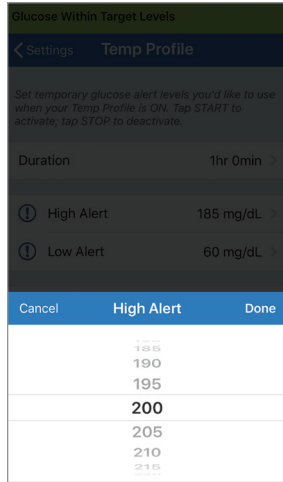 Glucose Within Target Levels
Settings Temp Profile
Set temporary glucose alert levels you'd like to use
when your Temp Profile is ON. Tap START to
activate; tap STOP to deactivate.
Duration 1hr 0min
High Alert 185 mg/dL
Low Alert 60 mg/dL
Cancel High Alert Done
185
190
195
200
205
210
215